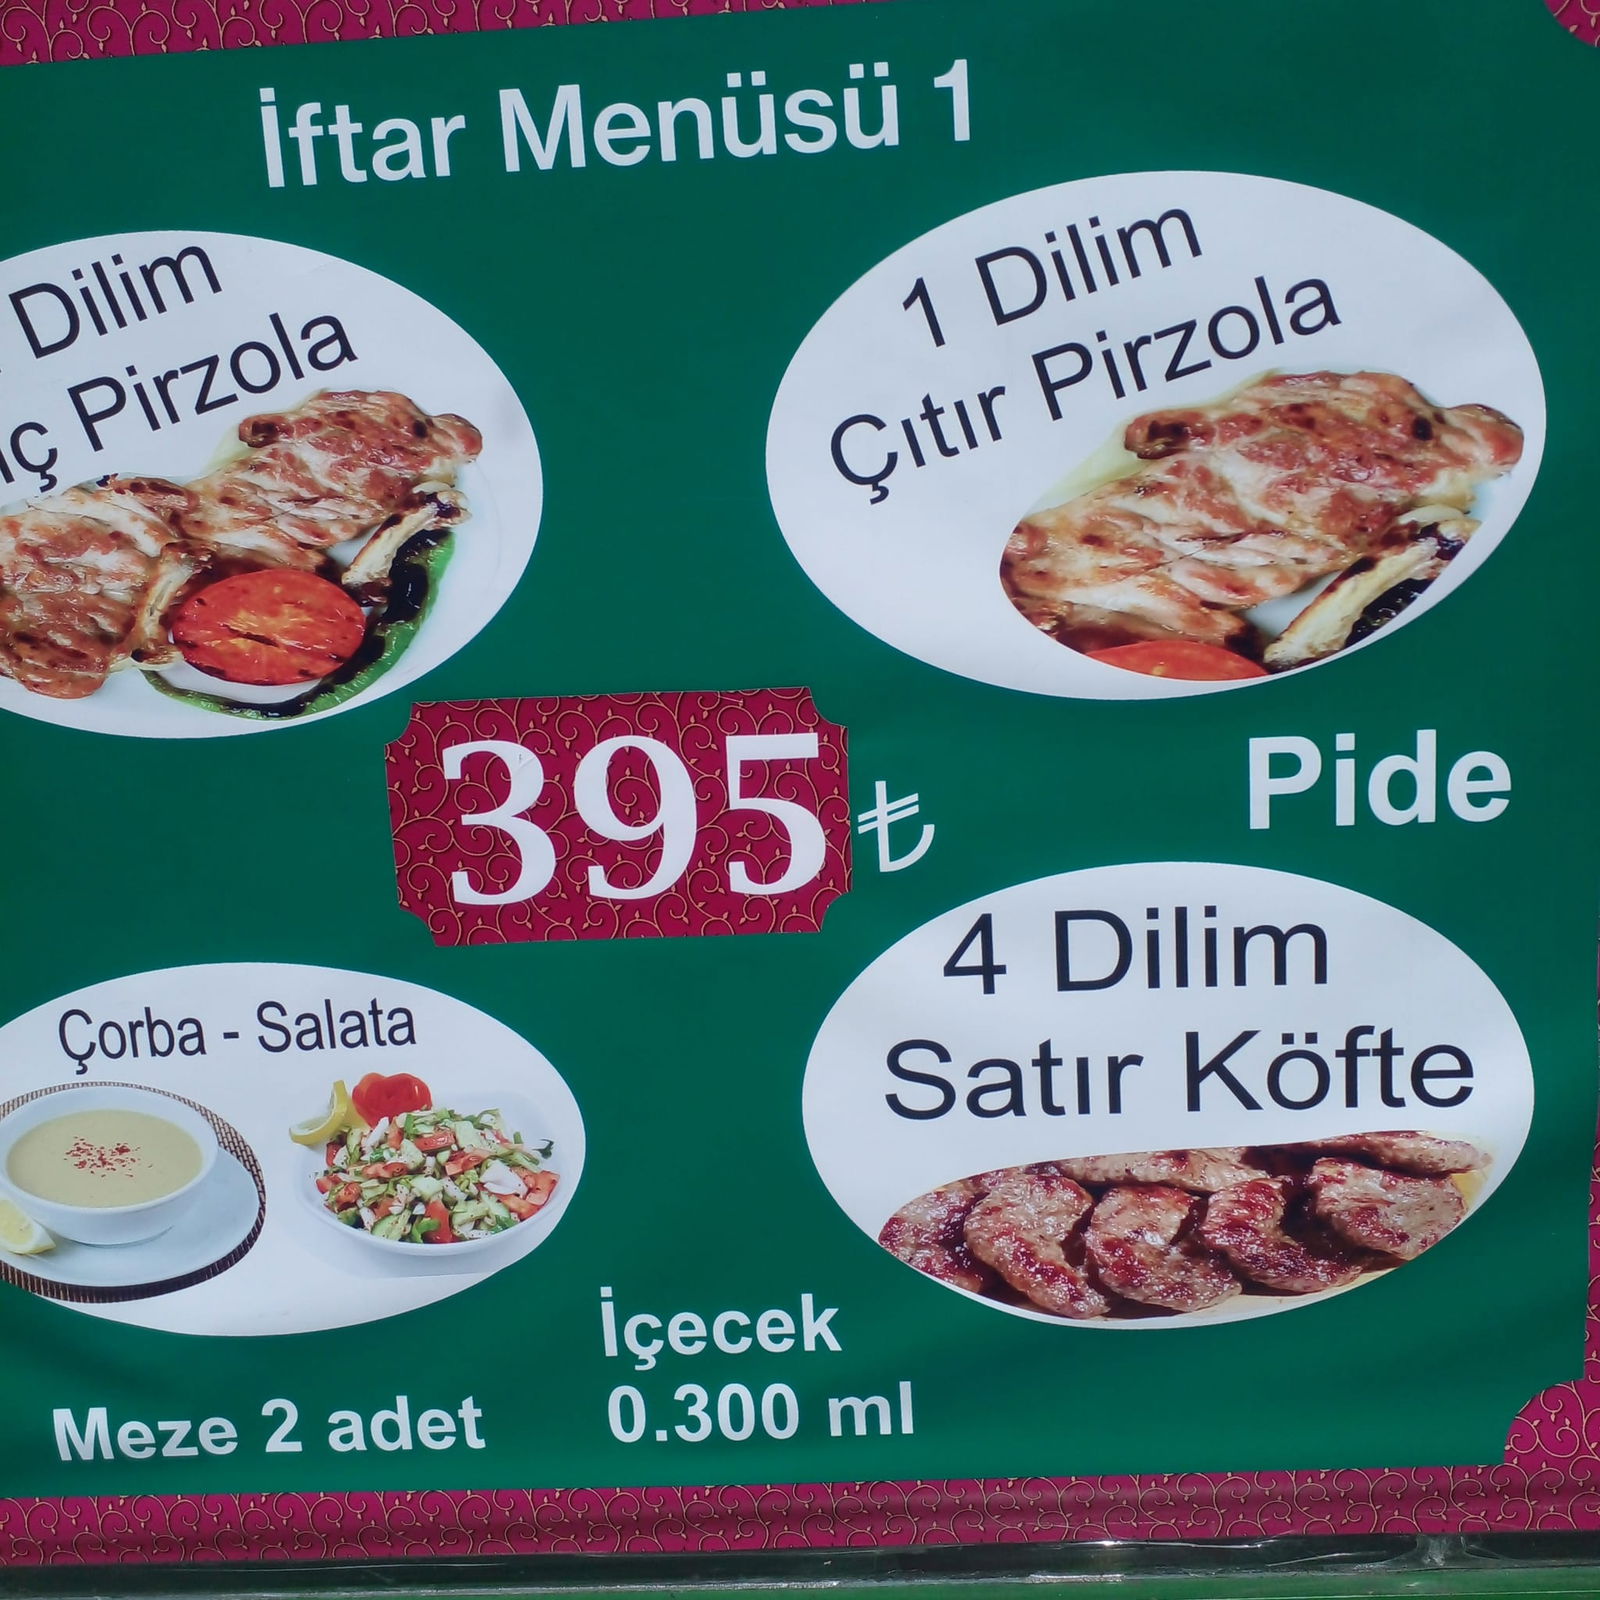 İftar Menüsü 1
Dilim
Pirzola
1 Dilim
Çıtır Pirzola
395 ₺
Pide
4 Dilim
Satır Köfte
Çorba - Salata
İçecek
0.300 ml
Meze 2 adet